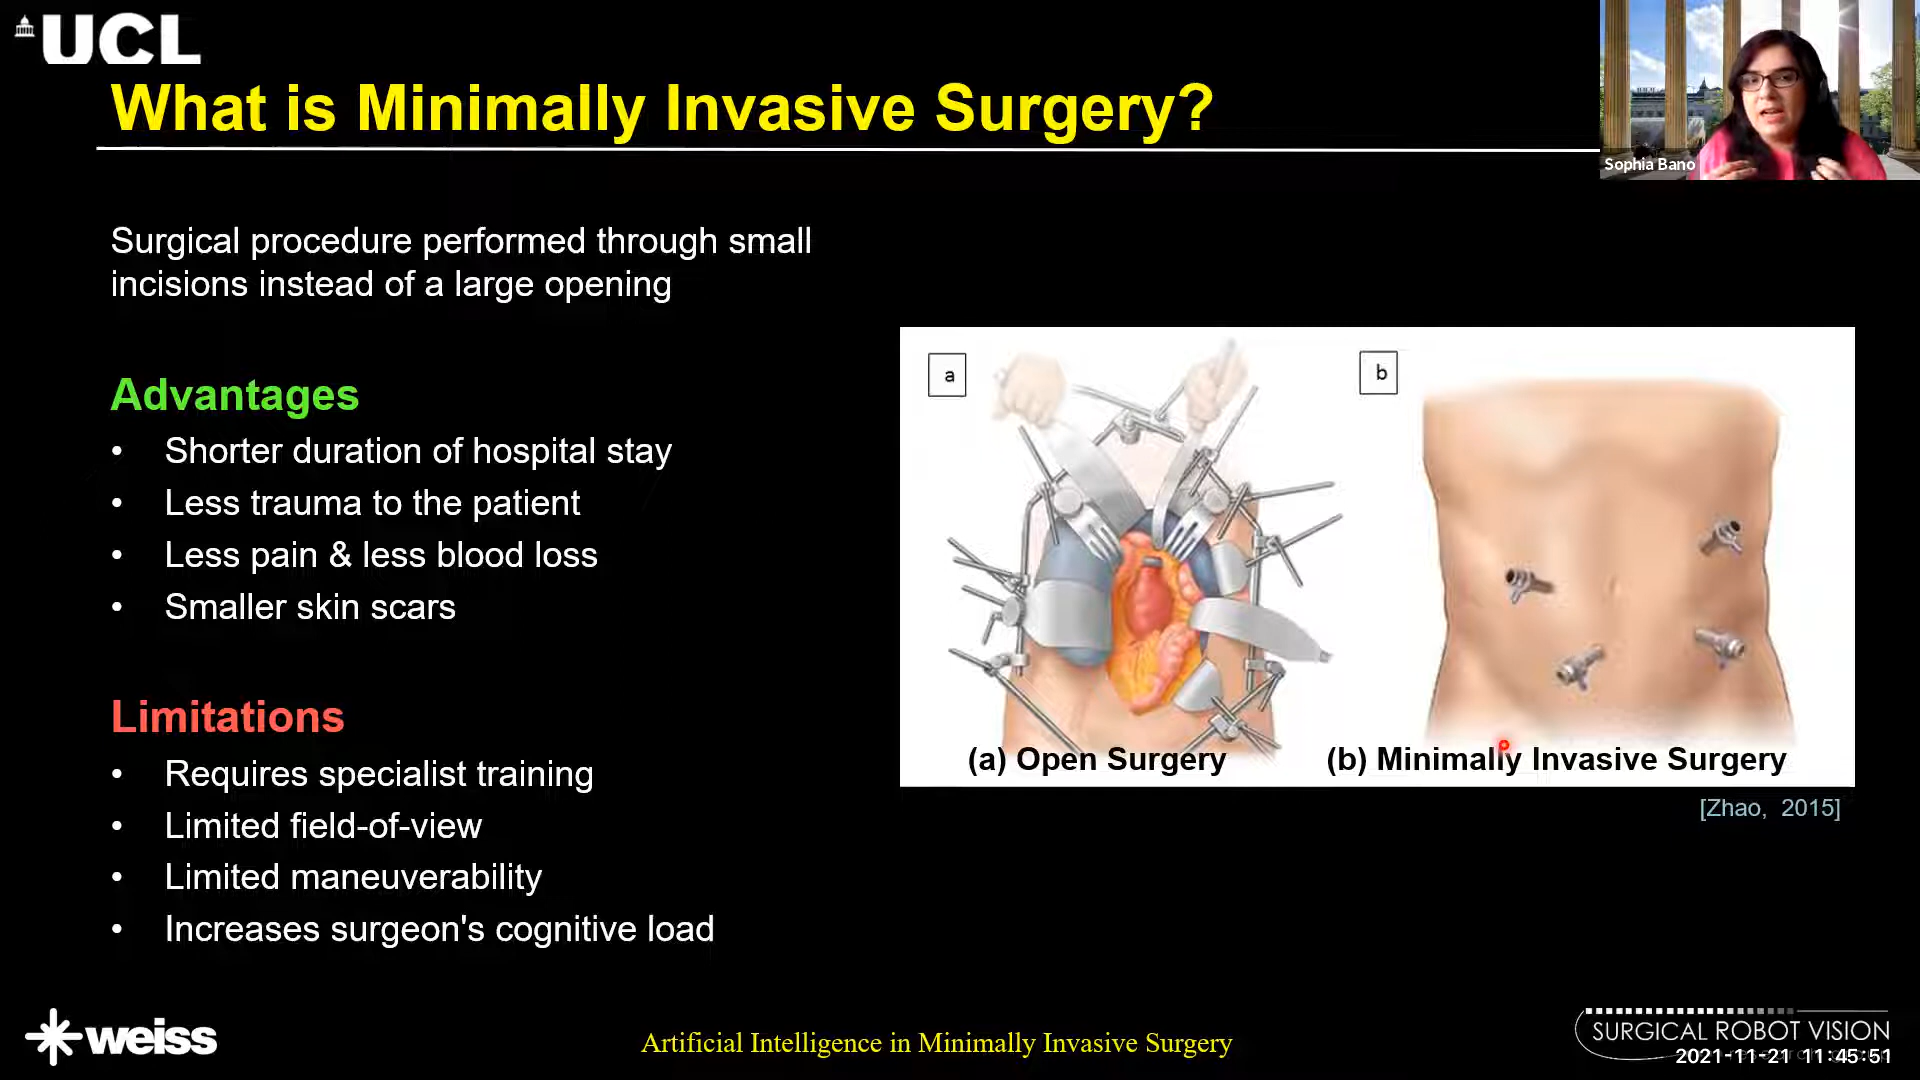 UCL
What is Minimally Invasive Surgery?
Sophia Bano
Surgical procedure performed through small
incisions instead of a large opening
Advantages
• Shorter duration of hospital stay
• Less trauma to the patient
• Less pain & less blood loss
• Smaller skin scars
Limitations
• Requires specialist training
• Limited field-of-view
• Limited maneuverability
• Increases surgeon's cognitive load
a
b
(a) Open Surgery
(b) Minimally Invasive Surgery
[Zhao, 2015]
weiss
Artificial Intelligence in Minimally Invasive Surgery
SURGICAL ROBOT VISION
2021-11-21 11:45:51